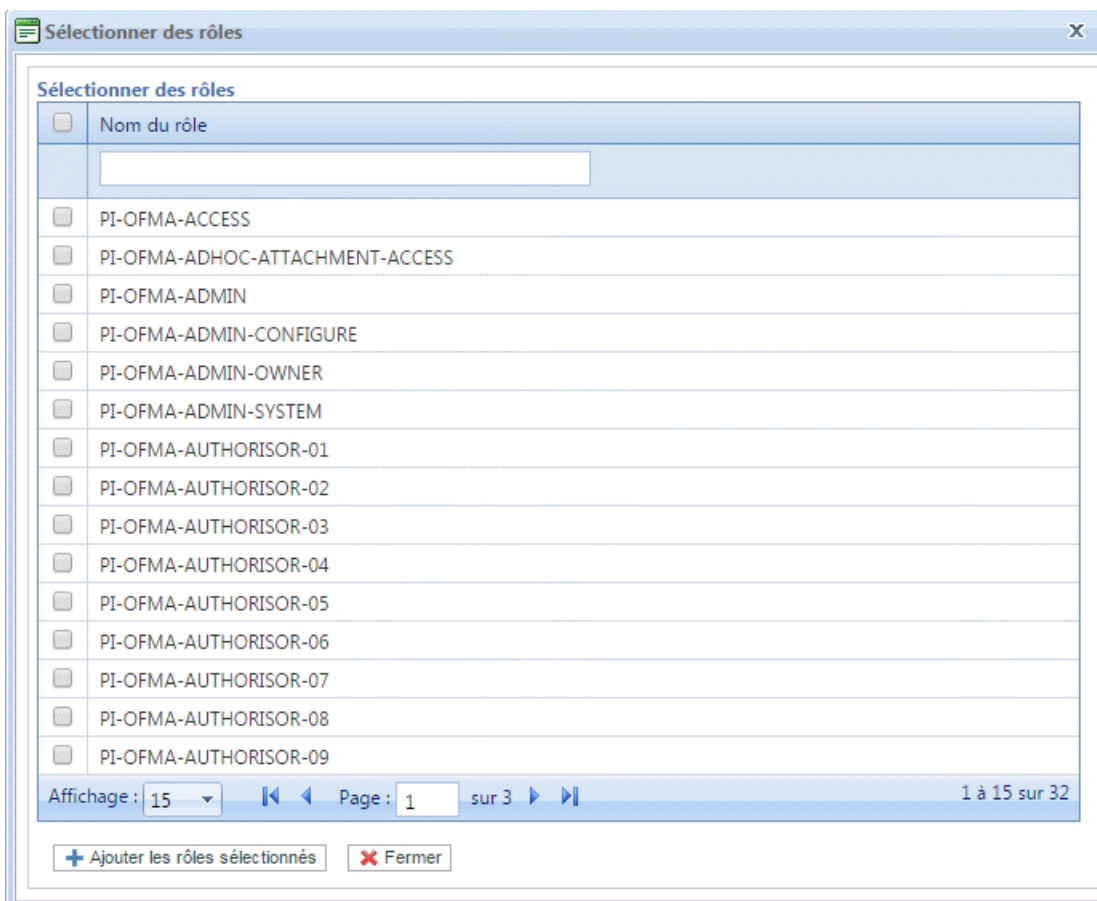 Sélectionner des rôles
Sélectionner des rôles
Nom du rôle
PI-OFMA-ACCESS
PI-OFMA-ADHOC-ATTACHMENT-ACCESS
PI-OFMA-ADMIN
PI-OFMA-ADMIN-CONFIGURE
PI-OFMA-ADMIN-OWNER
PI-OFMA-ADMIN-SYSTEM
PI-OFMA-AUTHORISOR-01
PI-OFMA-AUTHORISOR-02
PI-OFMA-AUTHORISOR-03
PI-OFMA-AUTHORISOR-04
PI-OFMA-AUTHORISOR-05
PI-OFMA-AUTHORISOR-06
PI-OFMA-AUTHORISOR-07
PI-OFMA-AUTHORISOR-08
PI-OFMA-AUTHORISOR-09
Affichage : 15 Page : 1 sur 3 1 à 15 sur 32
Ajouter les rôles sélectionnés Fermer